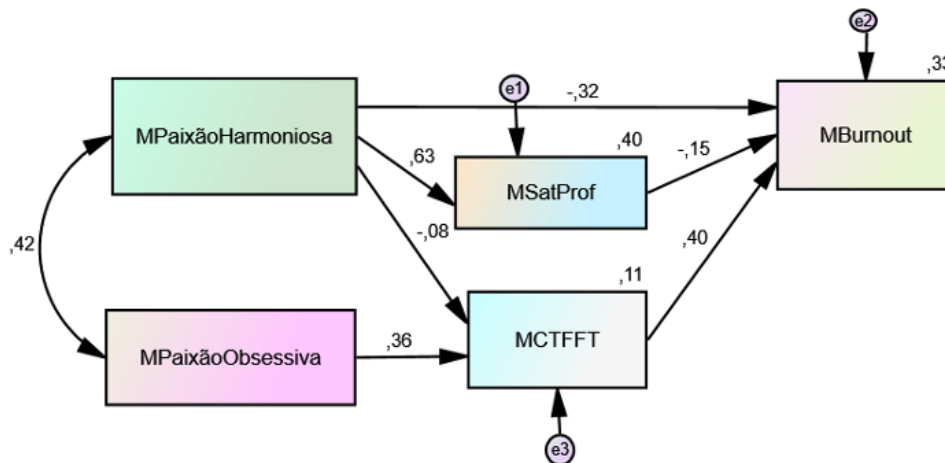 e2
,33
e1
-,32
MPaixãoHarmoniosa
MBurnout
,40
-,15
,63
MSatProf
-,08
,42
,40
,11
MCTFFT
,36
MPaixãoObsessiva
e3